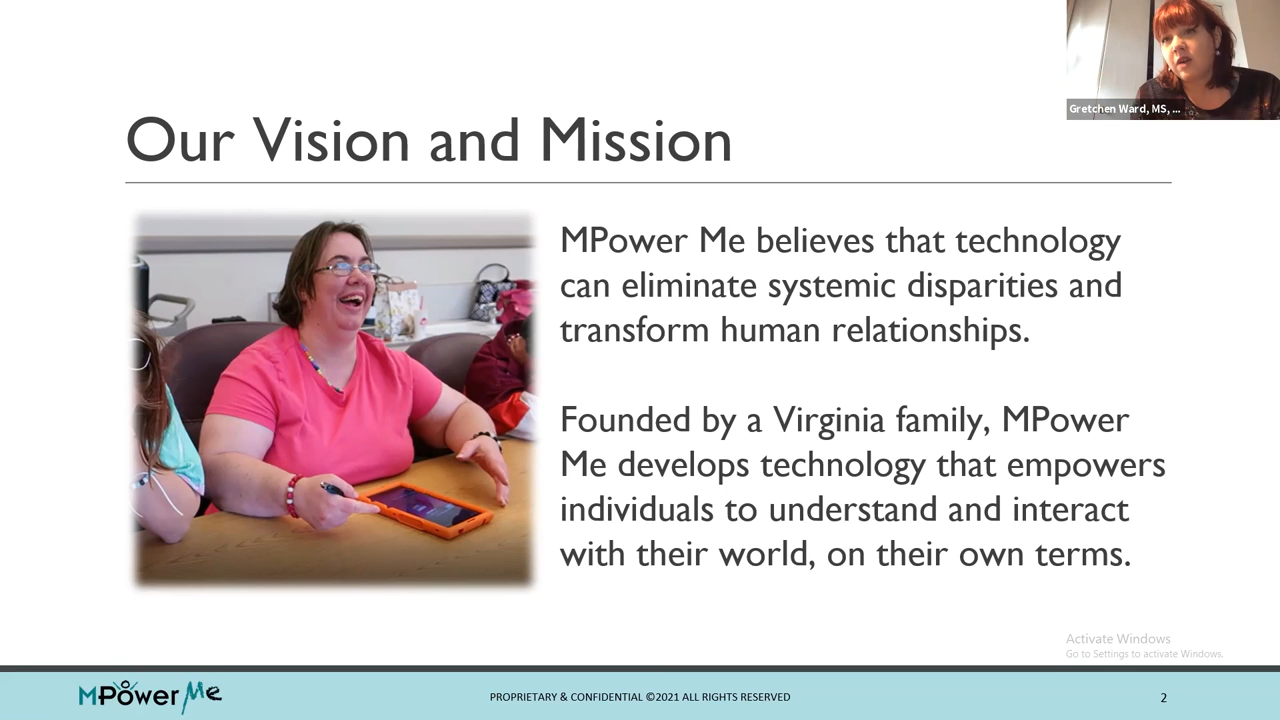 Gretchen Ward, MS, ...
Our Vision and Mission
MPower Me believes that technology
can eliminate systemic disparities and
transform human relationships.
Founded by a Virginia family, MPower
Me develops technology that empowers
individuals to understand and interact
with their world, on their own terms.
Activate Windows
Go to Settings to activate Windows.
MPower Me
PROPRIETARY & CONFIDENTIAL ©2021 ALL RIGHTS RESERVED
2